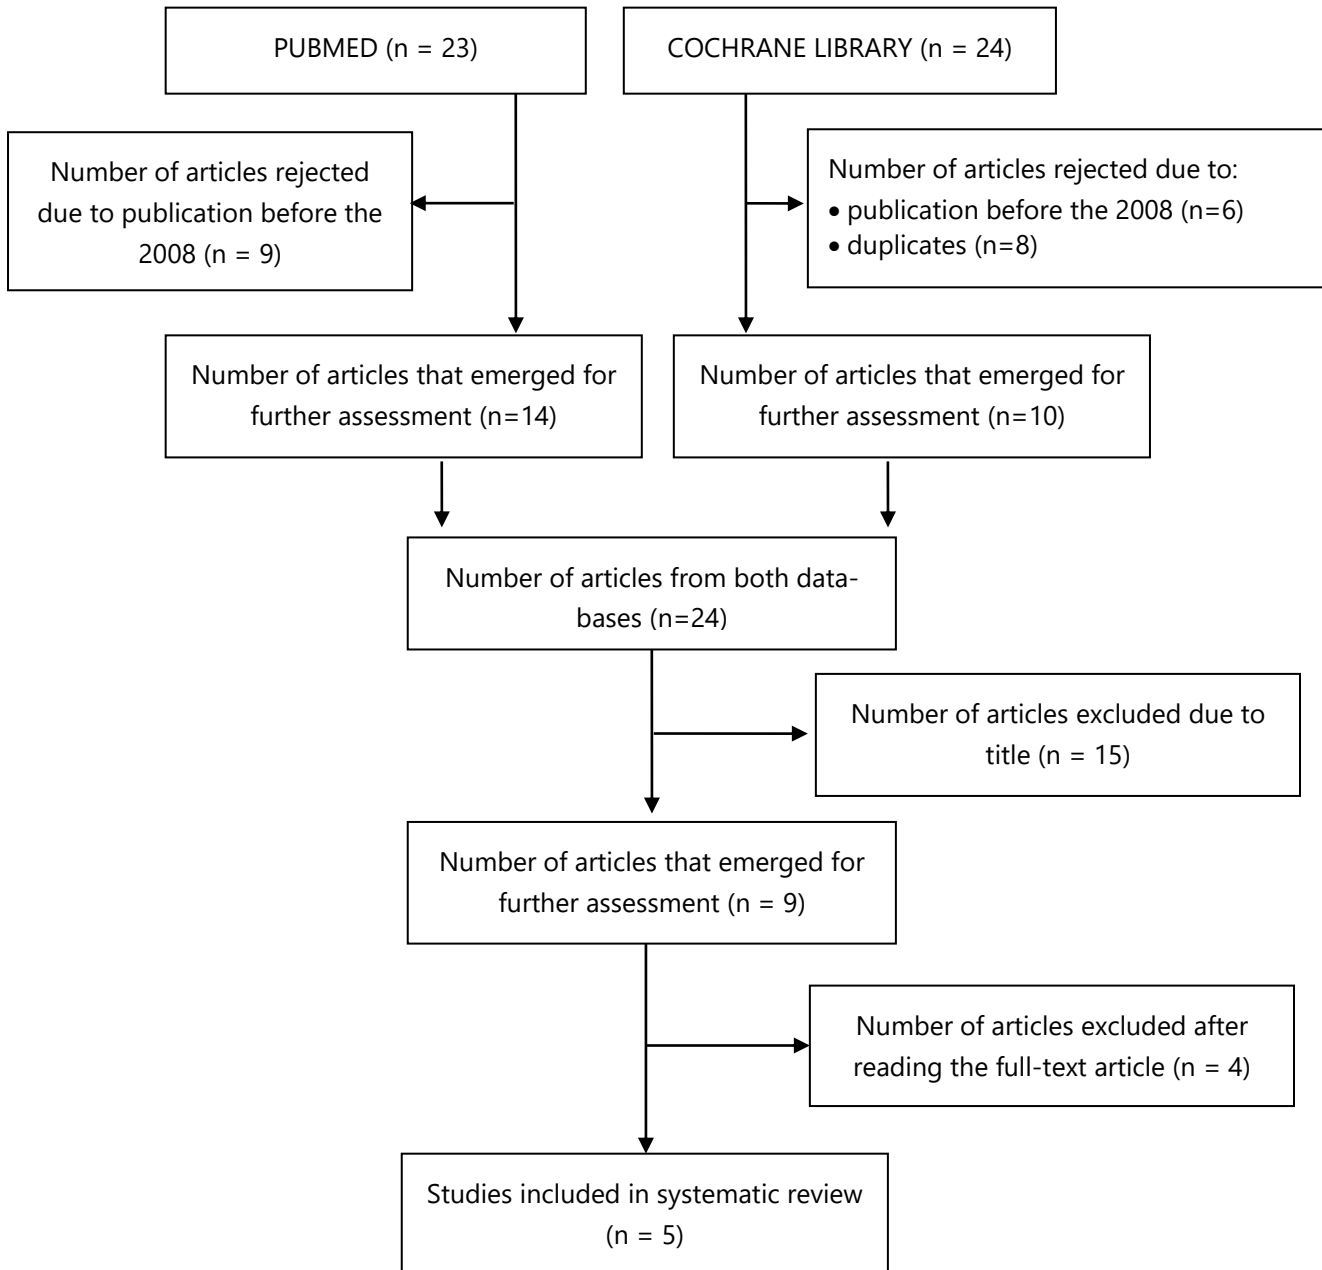 PUBMED (n = 23)
COCHRANE LIBRARY (n = 24)
Number of articles rejected
due to publication before the
2008 (n = 9)
Number of articles rejected due to:
• publication before the 2008 (n=6)
• duplicates (n=8)
Number of articles that emerged for
further assessment (n=14)
Number of articles that emerged for
further assessment (n=10)
Number of articles from both data-
bases (n=24)
Number of articles excluded due to
title (n = 15)
Number of articles that emerged for
further assessment (n = 9)
Number of articles excluded after
reading the full-text article (n = 4)
Studies included in systematic review
(n = 5)